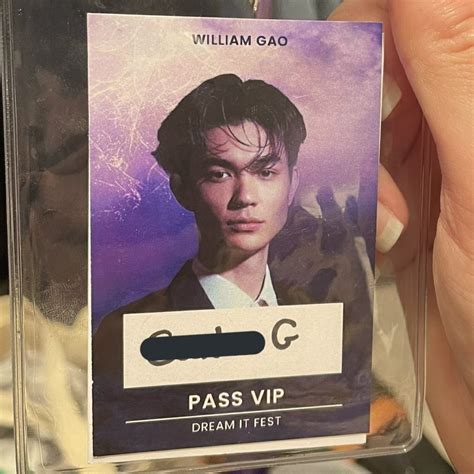 WILLIAM GAO
G
PASS VIP
DREAM IT FEST